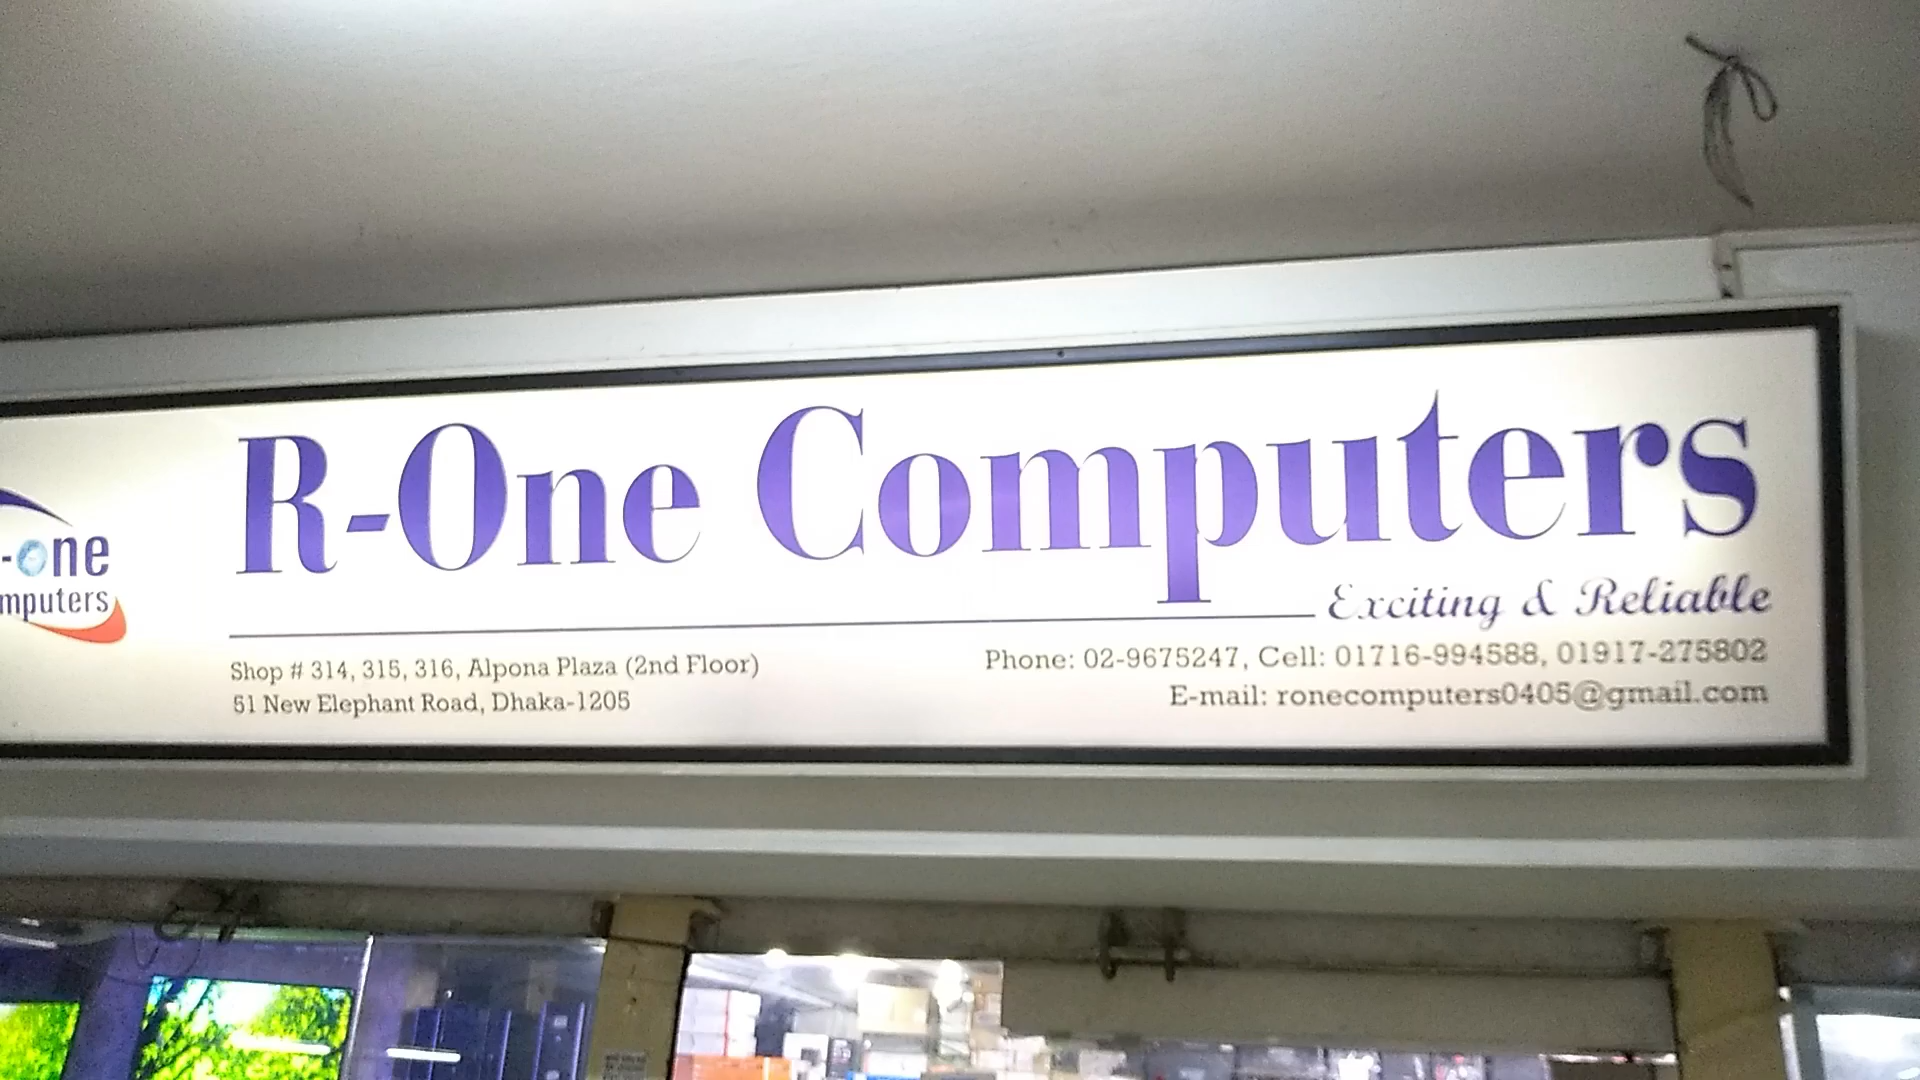 R-One Computers
-one
mputers
Exciting & Reliable
Shop # 314, 315, 316, Alpona Plaza (2nd Floor)
51 New Elephant Road, Dhaka-1205
Phone: 02-9675247, Cell: 01716-994588, 01917-275802
E-mail: ronecomputers0405@gmail.com